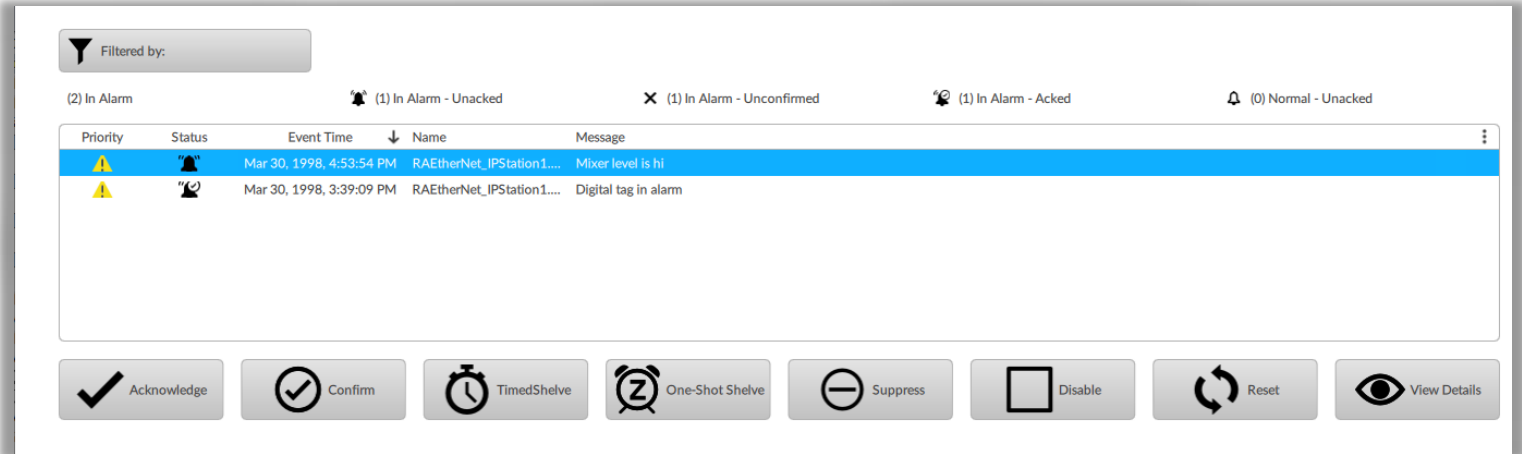 Filtered by:
(2) In Alarm (1) In Alarm - Unacked (1) In Alarm - Unconfirmed (1) In Alarm - Acked (0) Normal - Unacked
Priority Status Event Time Name Message
Mar 30, 1998, 4:53:54 PM RAEtherNet_IPStation1.... Mixer level is hi
Mar 30, 1998, 3:39:09 PM RAEtherNet_IPStation1.... Digital tag in alarm
Acknowledge Confirm TimedShelve One-Shot Shelve Suppress Disable Reset View Details